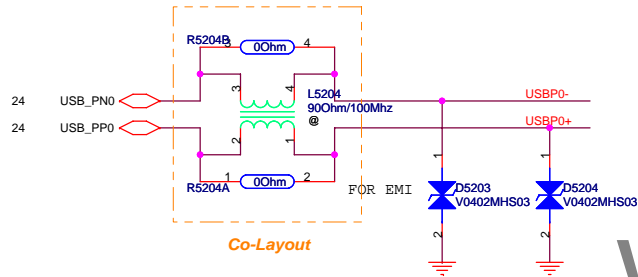 R5204B
3
4
0Ohm
24 USB_PN0
3
4
L5204
90Ohm/100Mhz
@
USBP0-
24 USB_PP0
2
1
USBP0+
R5204A
1
2
0Ohm
FOR EMI
1
D5203
V0402MHS03
2
1
D5204
V0402MHS03
2
Co-Layout